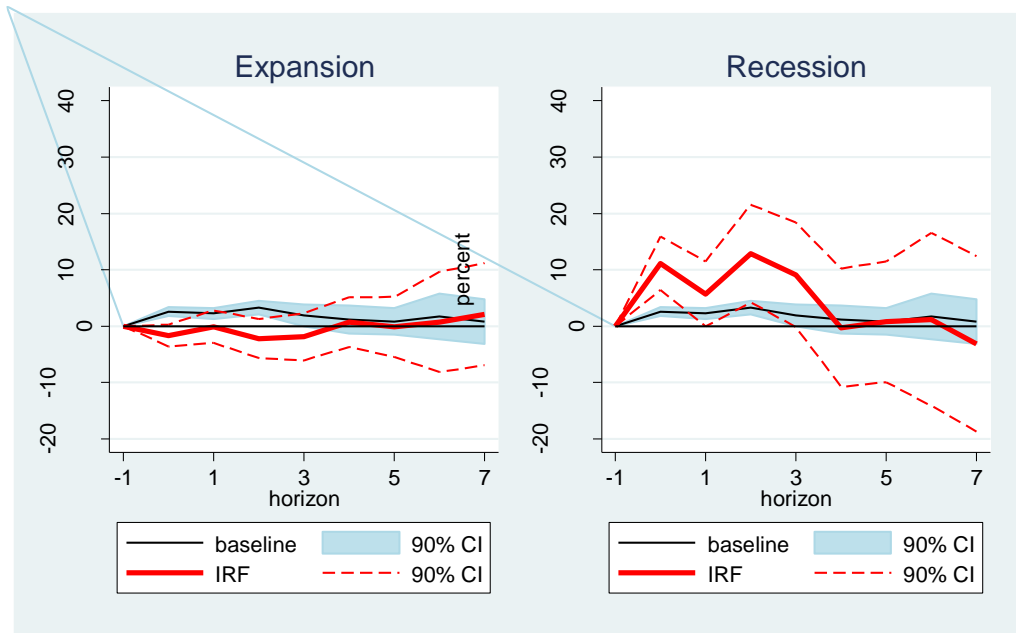 Expansion
40
30
20
10
0
-10
-20
-1 1 3 5 7
horizon
baseline 90% CI
IRF 90% CI
percent
Recession
40
30
20
10
0
-10
-20
-1 1 3 5 7
horizon
baseline 90% CI
IRF 90% CI